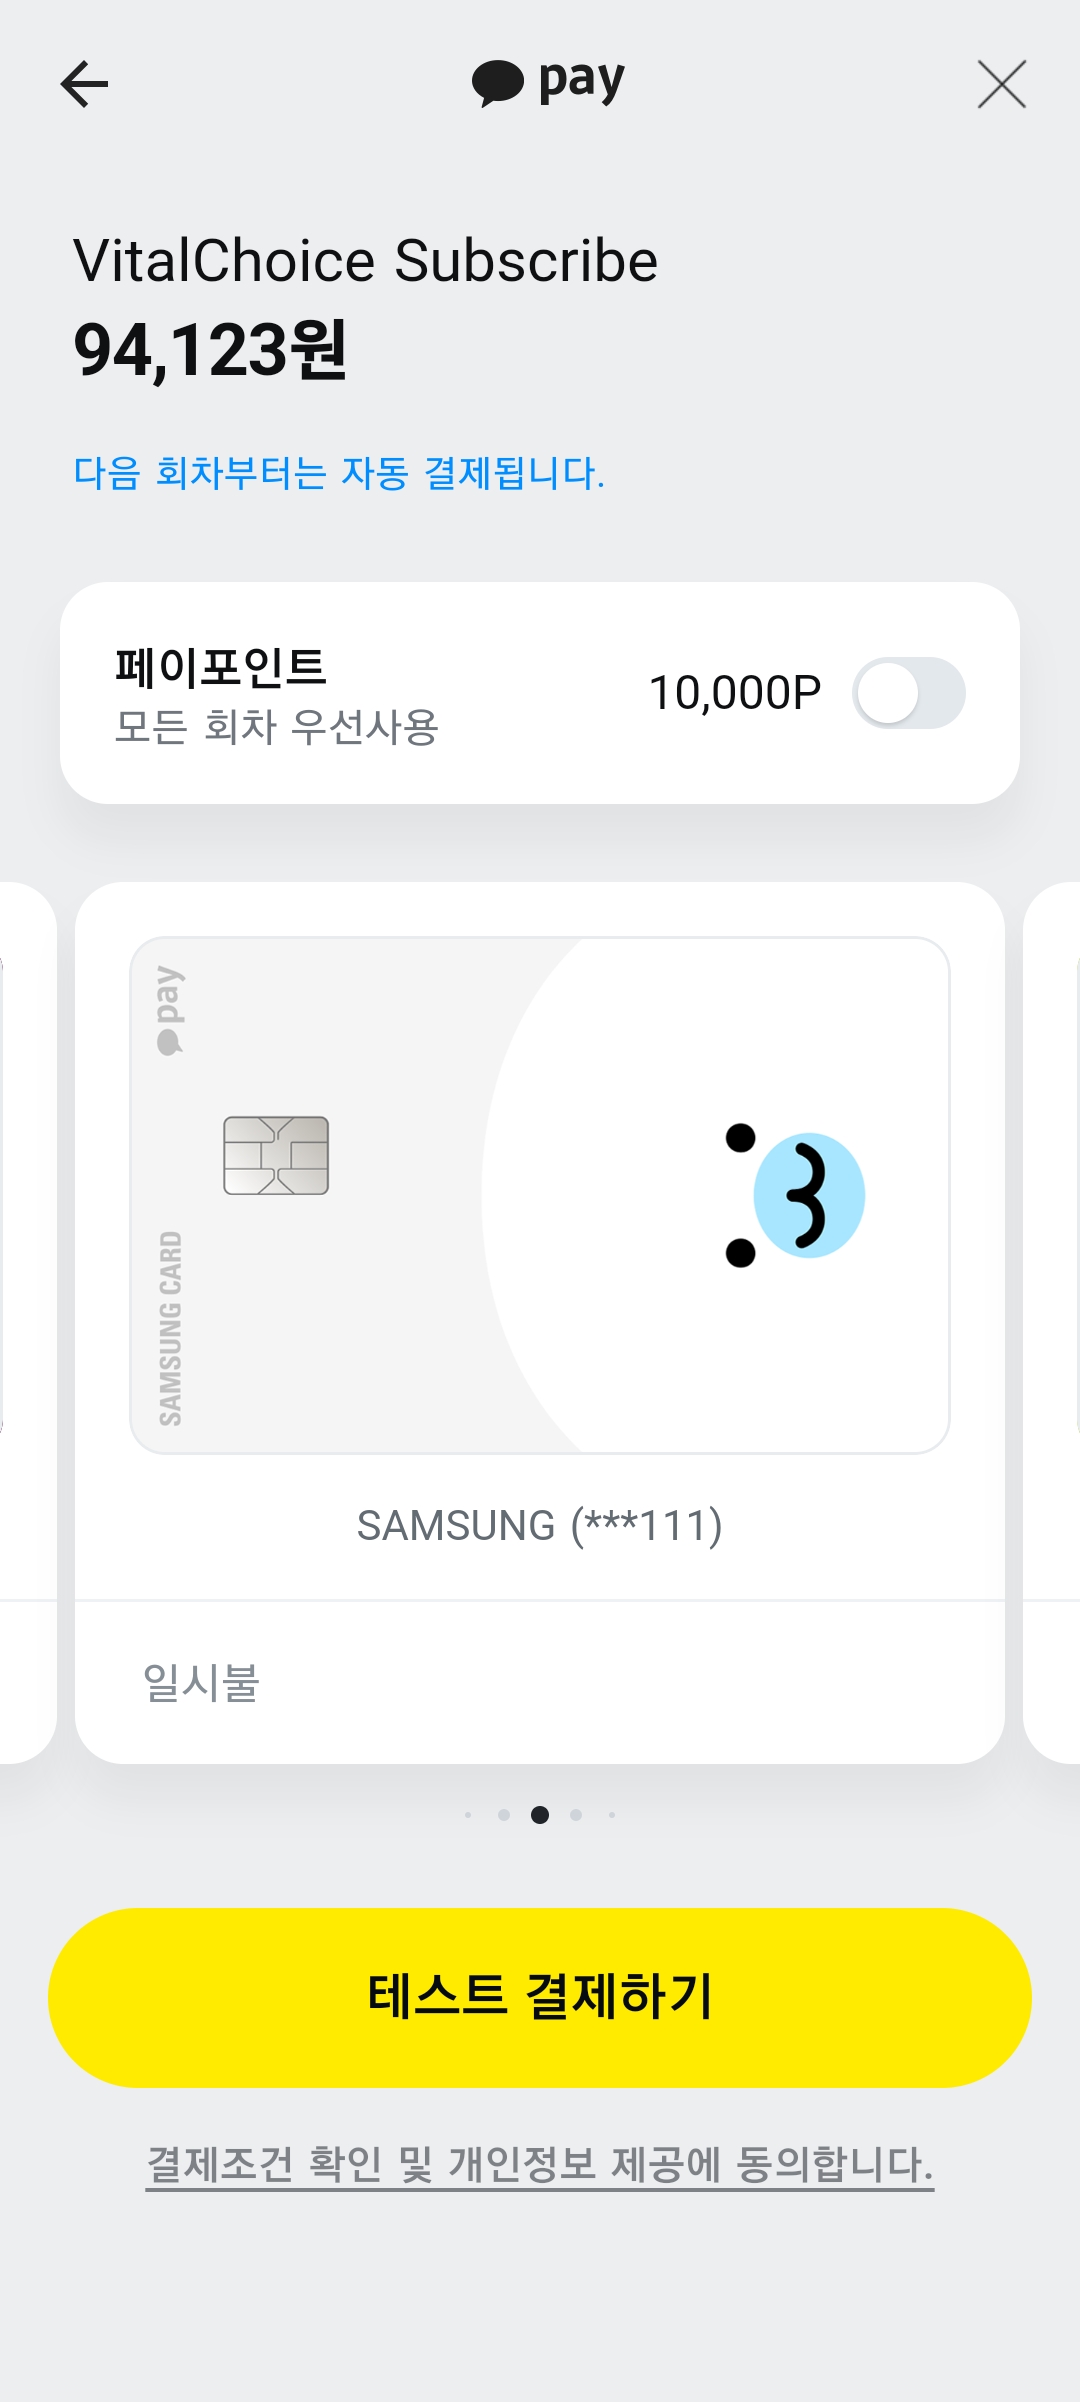 pay
VitalChoice Subscribe
94,123원
다음 회차부터는 자동 결제됩니다.
페이포인트
모든 회차 우선사용
10,000P
pay
SAMSUNG CARD
SAMSUNG (***111)
일시불
테스트 결제하기
결제조건 확인 및 개인정보 제공에 동의합니다.